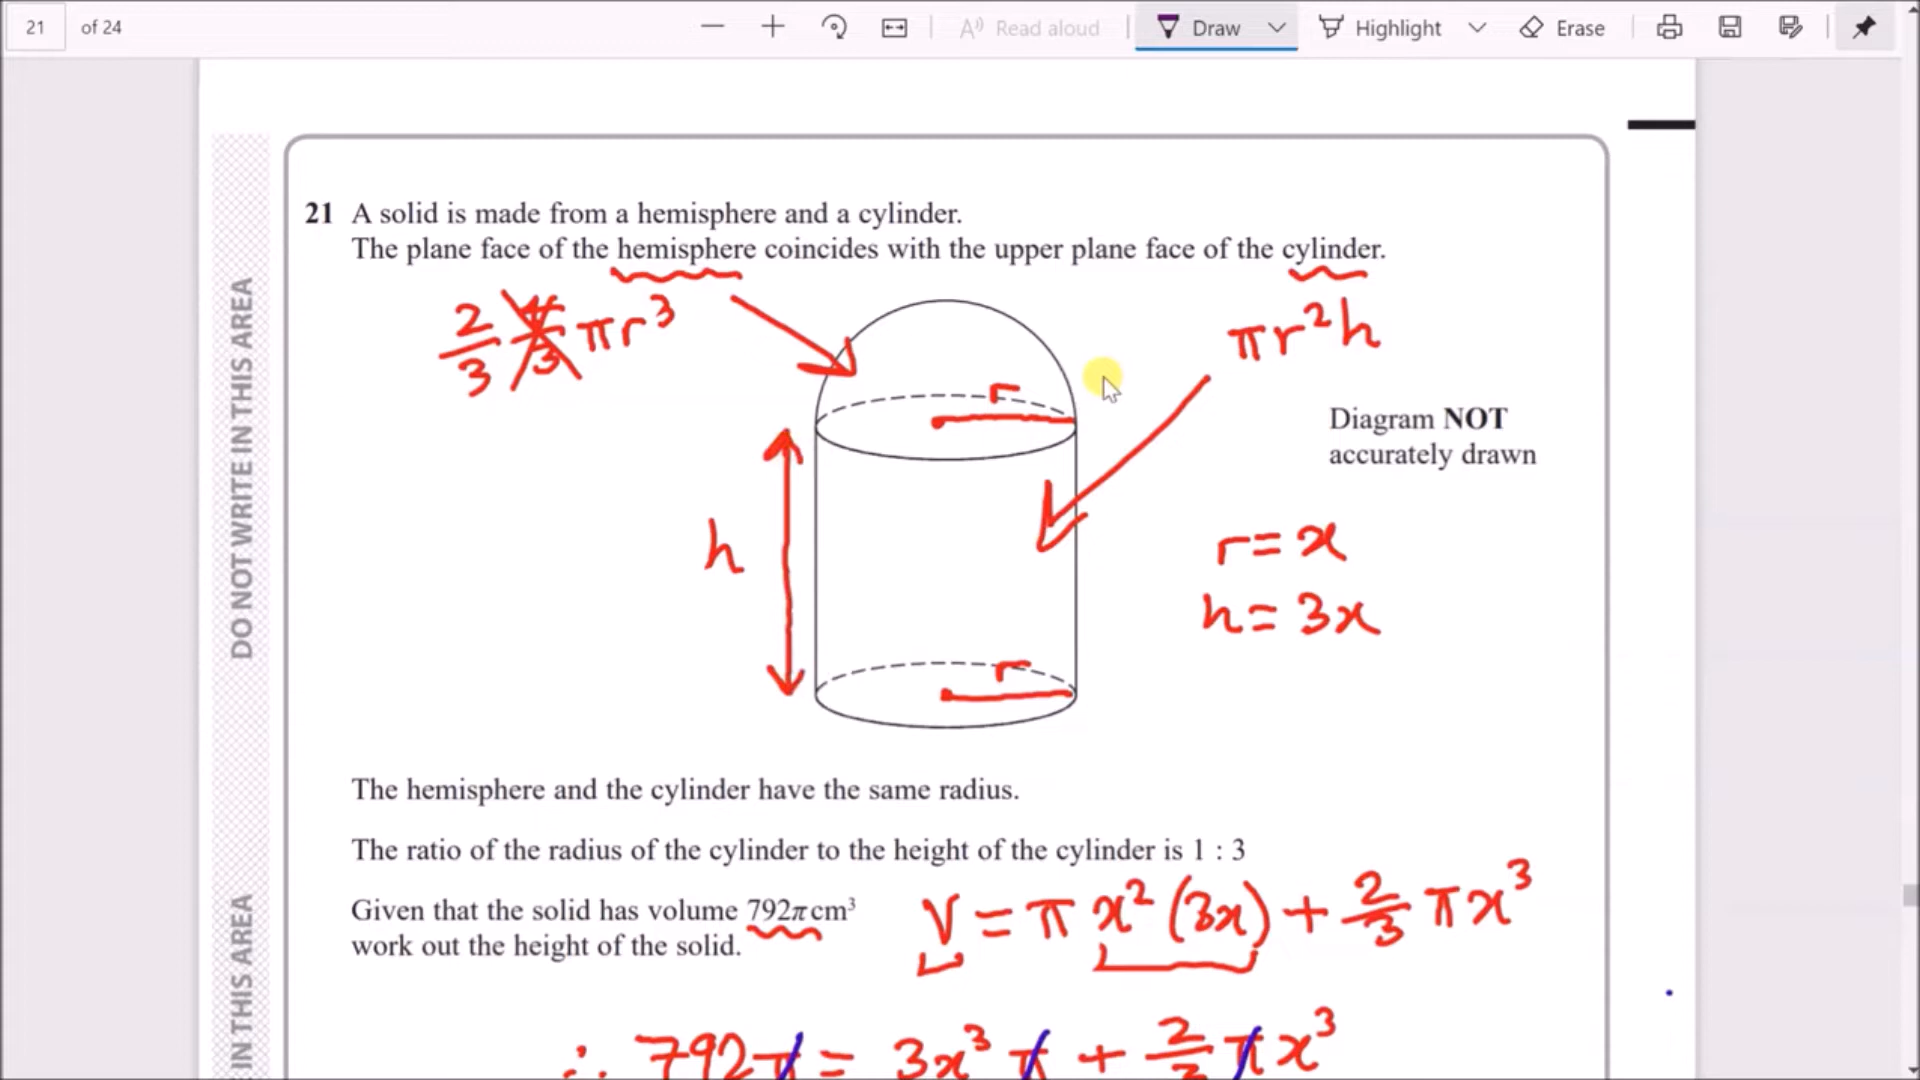 21 of 24
Read aloud Draw Highlight Erase
DO NOT WRITE IN THIS AREA
21 A solid is made from a hemisphere and a cylinder.
The plane face of the hemisphere coincides with the upper plane face of the cylinder.
2/3 4/3 πr³
πr²h
r
Diagram NOT
accurately drawn
h
r = x
h = 3x
r
The hemisphere and the cylinder have the same radius.
The ratio of the radius of the cylinder to the height of the cylinder is 1 : 3
Given that the solid has volume 792π cm³
work out the height of the solid.
V = π x² (3x) + 2/3 πx³
∴ 792π = 3x³ π + 2/3 πx³
IN THIS AREA